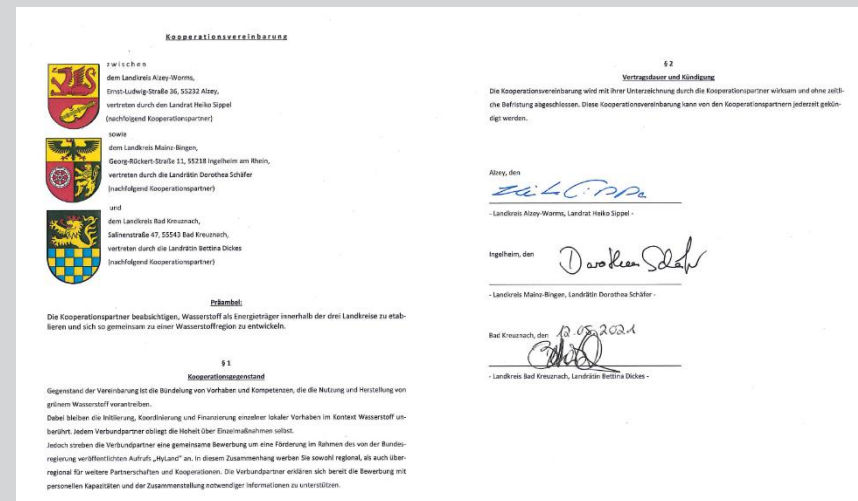 Kooperationsvereinbarung
zwischen
dem Landkreis Alzey-Worms,
Ernst-Ludwig-Straße 36, 55232 Alzey,
vertreten durch den Landrat Heiko Sippel
(nachfolgend Kooperationspartner)
sowie
dem Landkreis Mainz-Bingen,
Georg-Rückert-Straße 11, 55218 Ingelheim am Rhein,
vertreten durch die Landrätin Dorothea Schäfer
(nachfolgend Kooperationspartner)
und
dem Landkreis Bad Kreuznach,
Salinenstraße 47, 55543 Bad Kreuznach,
vertreten durch die Landrätin Bettina Dickes
(nachfolgend Kooperationspartner)
Präambel:
Die Kooperationspartner beabsichtigen, Wasserstoff als Energieträger innerhalb der drei Landkreise zu etab-
lieren und sich so gemeinsam zu einer Wasserstoffregion zu entwickeln.
§ 1
Kooperationsgegenstand
Gegenstand der Vereinbarung ist die Bündelung von Vorhaben und Kompetenzen, die die Nutzung und Herstellung von
grünem Wasserstoff vorantreiben.
Dabei bleiben die Initiierung, Koordinierung und Finanzierung einzelner lokaler Vorhaben im Kontext Wasserstoff un-
berührt. Jedem Verbundpartner obliegt die Hoheit über Einzelmaßnahmen selbst.
Jedoch streben die Verbundpartner eine gemeinsame Bewerbung um eine Förderung im Rahmen des von der Bundes-
regierung veröffentlichten Aufrufs „HyLand" an. In diesem Zusammenhang werben Sie sowohl regional, als auch über-
regional für weitere Partnerschaften und Kooperationen. Die Verbundpartner erklären sich bereit die Bewerbung mit
personellen Kapazitäten und der Zusammenstellung notwendiger Informationen zu unterstützen.
§ 2
Vertragsdauer und Kündigung
Die Kooperationsvereinbarung wird mit ihrer Unterzeichnung durch die Kooperationspartner wirksam und ohne zeitli-
che Befristung abgeschlossen. Diese Kooperationsvereinbarung kann von den Kooperationspartnern jederzeit gekün-
digt werden.
Alzey, den
- Landkreis Alzey-Worms, Landrat Heiko Sippel -
Ingelheim, den
Dorothea Schäfer
- Landkreis Mainz-Bingen, Landrätin Dorothea Schäfer -
Bad Kreuznach, den 12.05.2021
- Landkreis Bad Kreuznach, Landrätin Bettina Dickes -